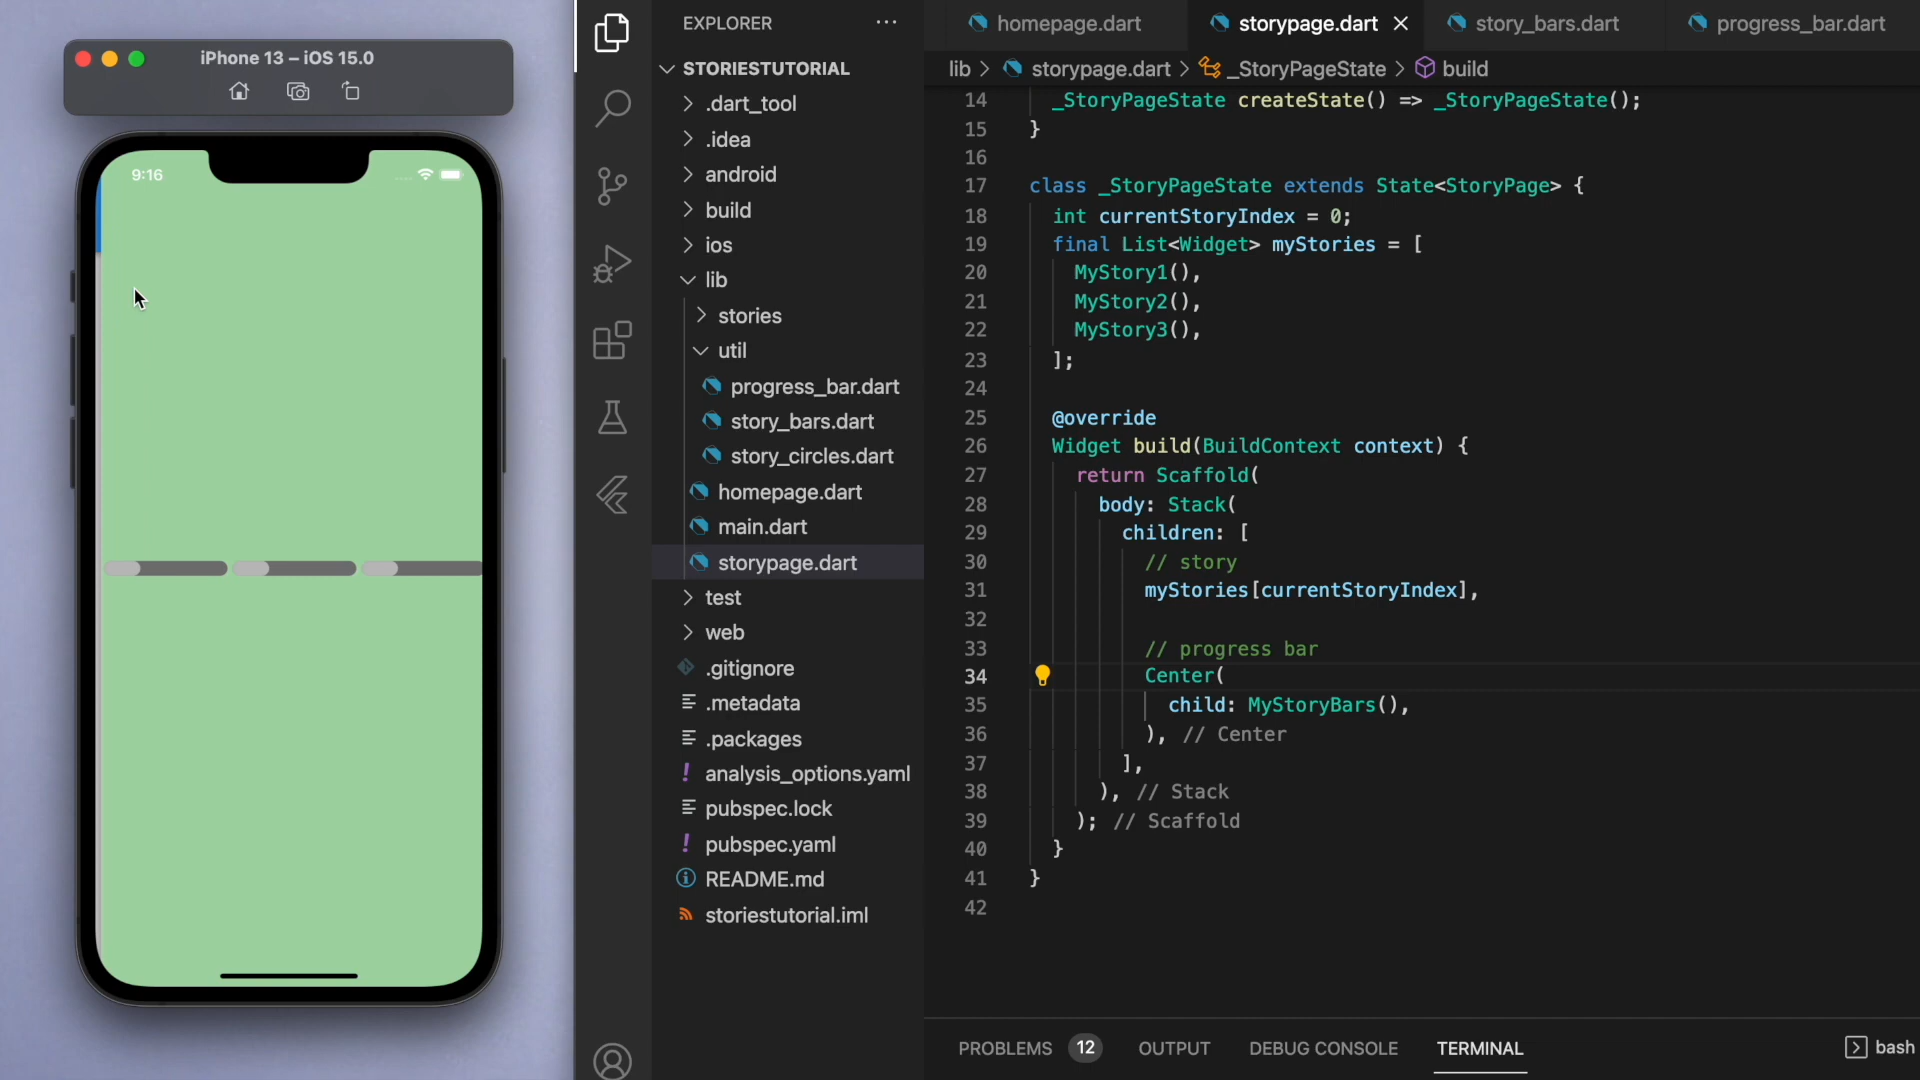 iPhone 13 – iOS 15.0
9:16
EXPLORER
STORIESTUTORIAL
.dart_tool
.idea
android
build
ios
lib
stories
util
progress_bar.dart
story_bars.dart
story_circles.dart
homepage.dart
main.dart
storypage.dart
test
web
.gitignore
.metadata
.packages
analysis_options.yaml
pubspec.lock
pubspec.yaml
README.md
storiestutorial.iml
homepage.dart storypage.dart story_bars.dart progress_bar.dart
lib > storypage.dart > _StoryPageState > build
14 _StoryPageState createState() => _StoryPageState();
15 }
16
17 class _StoryPageState extends State<StoryPage> {
18 int currentStoryIndex = 0;
19 final List<Widget> myStories = [
20 MyStory1(),
21 MyStory2(),
22 MyStory3(),
23 ];
24
25 @override
26 Widget build(BuildContext context) {
27 return Scaffold(
28 body: Stack(
29 children: [
30 // story
31 myStories[currentStoryIndex],
32
33 // progress bar
34 Center(
35 child: MyStoryBars(),
36 ), // Center
37 ],
38 ), // Stack
39 ); // Scaffold
40 }
41 }
42
PROBLEMS 12 OUTPUT DEBUG CONSOLE TERMINAL bash